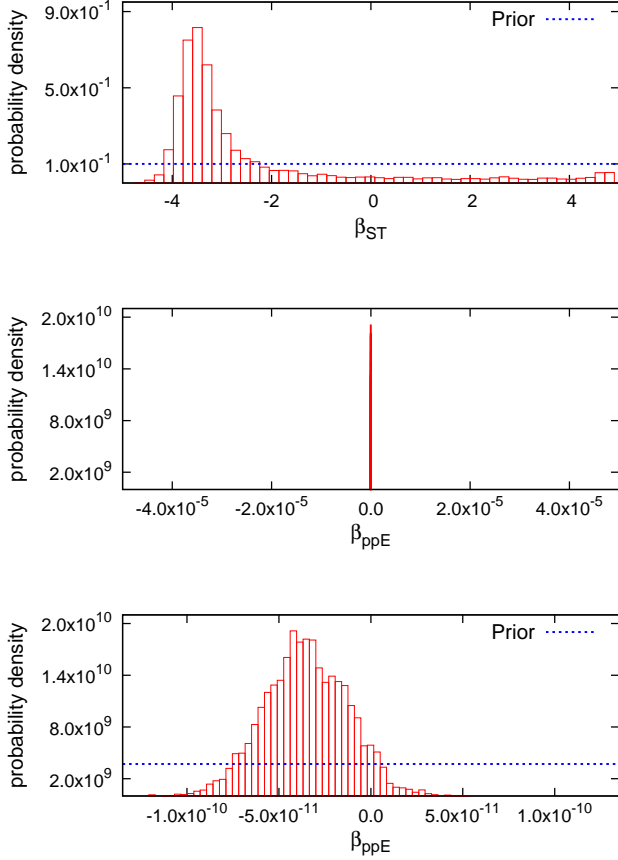 9.0x10⁻¹
5.0x10⁻¹
1.0x10⁻¹
probability density
Prior
-4 -2 0 2 4
β_ST
2.0x10¹⁰
1.4x10¹⁰
8.0x10⁹
2.0x10⁹
probability density
-4.0x10⁻⁵ -2.0x10⁻⁵ 0.0 2.0x10⁻⁵ 4.0x10⁻⁵
β_ppE
2.0x10¹⁰
1.4x10¹⁰
8.0x10⁹
2.0x10⁹
probability density
Prior
-1.0x10⁻¹⁰ -5.0x10⁻¹¹ 0.0 5.0x10⁻¹¹ 1.0x10⁻¹⁰
β_ppE